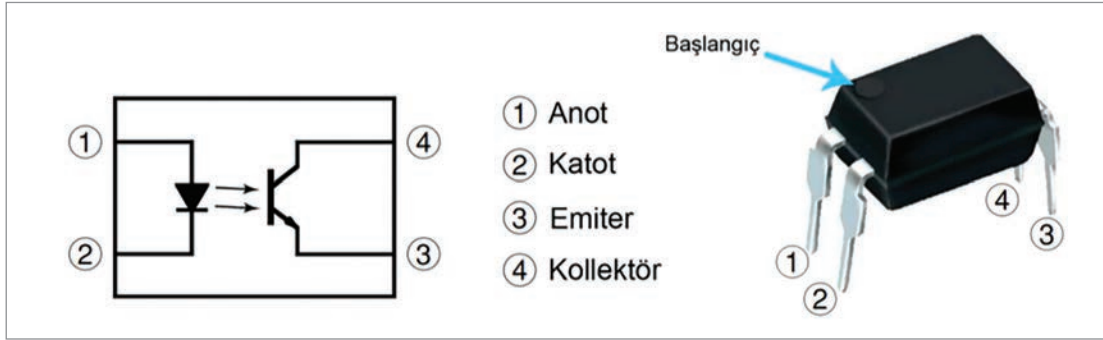 ① ④
② ③
① Anot
② Katot
③ Emiter
④ Kollektör
Başlangıç
④
③
①
②